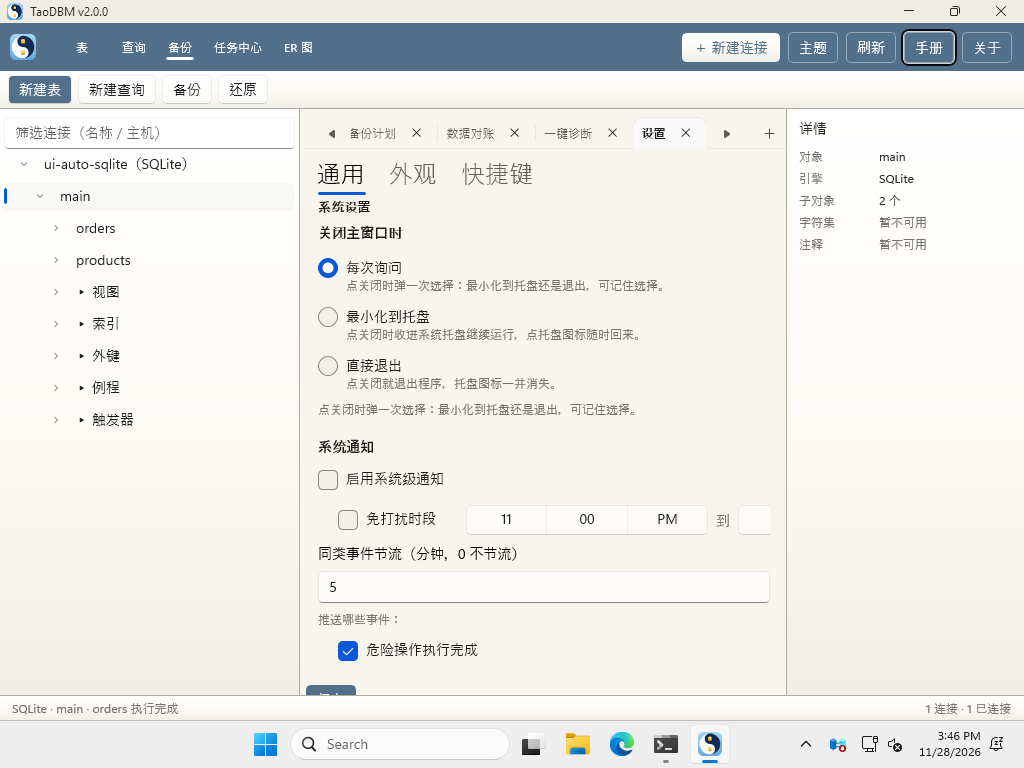 TaoDBM v2.0.0
表 查询 备份 任务中心 ER 图 + 新建连接 主题 刷新 手册 关于
新建表 新建查询 备份 还原
筛选连接（名称 / 主机）
ui-auto-sqlite（SQLite）
main
orders
products
视图
索引
外键
例程
触发器
备份计划 数据对账 一键诊断 设置
通用 外观 快捷键
系统设置
关闭主窗口时
每次询问
点关闭时弹一次选择：最小化到托盘还是退出，可记住选择。
最小化到托盘
点关闭时收进系统托盘继续运行，点托盘图标随时回来。
直接退出
点关闭就退出程序，托盘图标一并消失。
点关闭时弹一次选择：最小化到托盘还是退出，可记住选择。
系统通知
启用系统级通知
免打扰时段 11 00 PM 到
同类事件节流（分钟，0 不节流）
5
推送哪些事件：
危险操作执行完成
详情
对象 main
引擎 SQLite
子对象 2 个
字符集 暂不可用
注释 暂不可用
SQLite · main · orders 执行完成
1 连接 · 1 已连接
Search
3:46 PM
11/28/2026